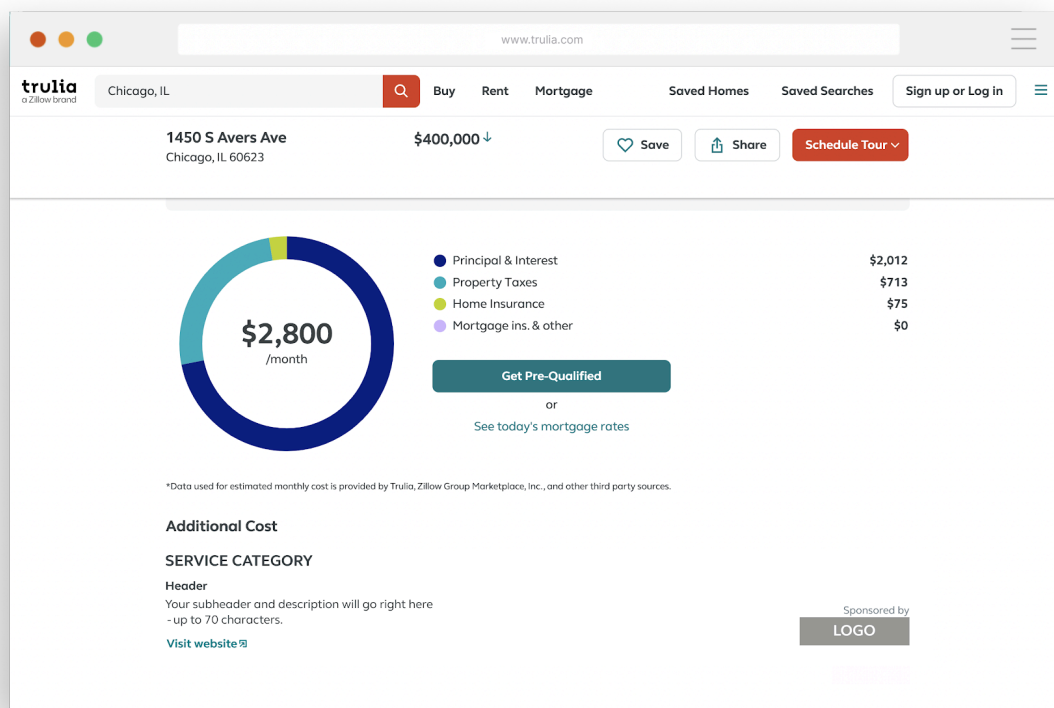 www.trulia.com
trulia
a Zillow brand
Chicago, IL
Buy Rent Mortgage Saved Homes Saved Searches Sign up or Log in
1450 S Avers Ave
Chicago, IL 60623
$400,000
Save Share Schedule Tour
Principal & Interest $2,012
Property Taxes $713
Home Insurance $75
Mortgage ins. & other $0
$2,800
/month
Get Pre-Qualified
or
See today's mortgage rates
*Data used for estimated monthly cost is provided by Trulia, Zillow Group Marketplace, Inc., and other third party sources.
Additional Cost
SERVICE CATEGORY
Header
Your subheader and description will go right here
- up to 70 characters.
Visit website
Sponsored by
LOGO